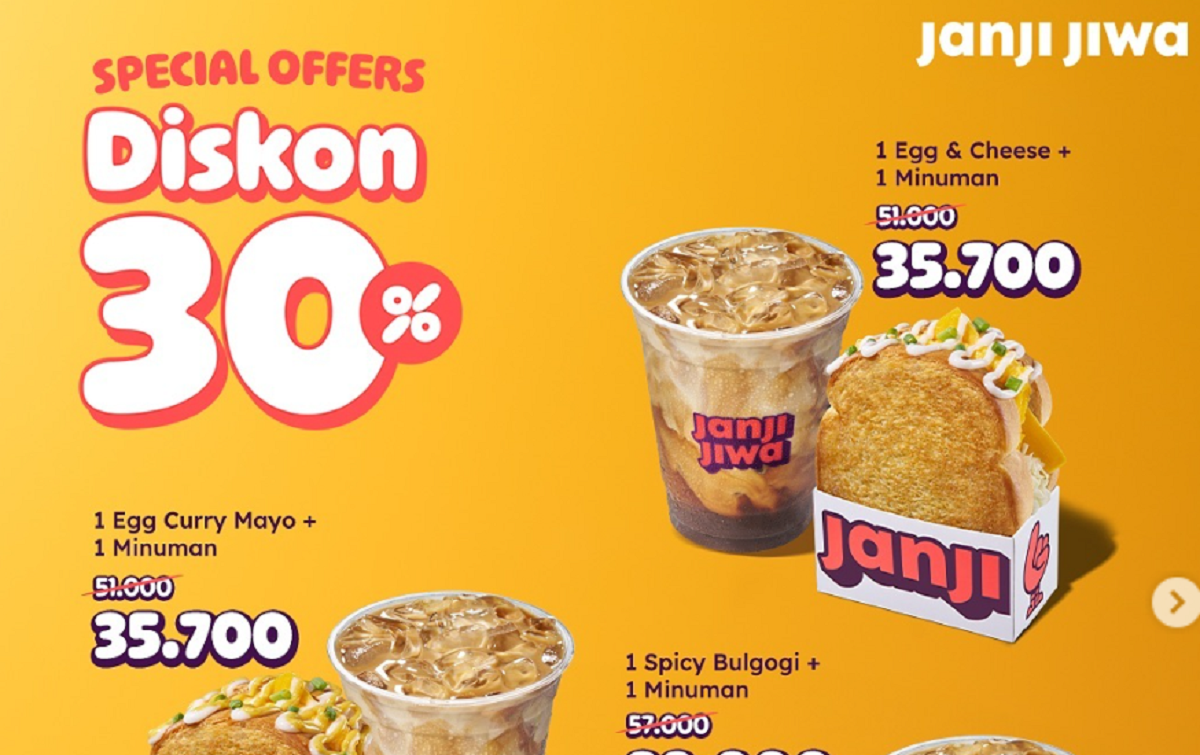 Janji Jiwa
SPECIAL OFFERS
Diskon
30%
1 Egg & Cheese +
1 Minuman
51.000
35.700
Janji
Jiwa
Janji
1 Egg Curry Mayo +
1 Minuman
51.000
35.700
1 Spicy Bulgogi +
1 Minuman
57.000